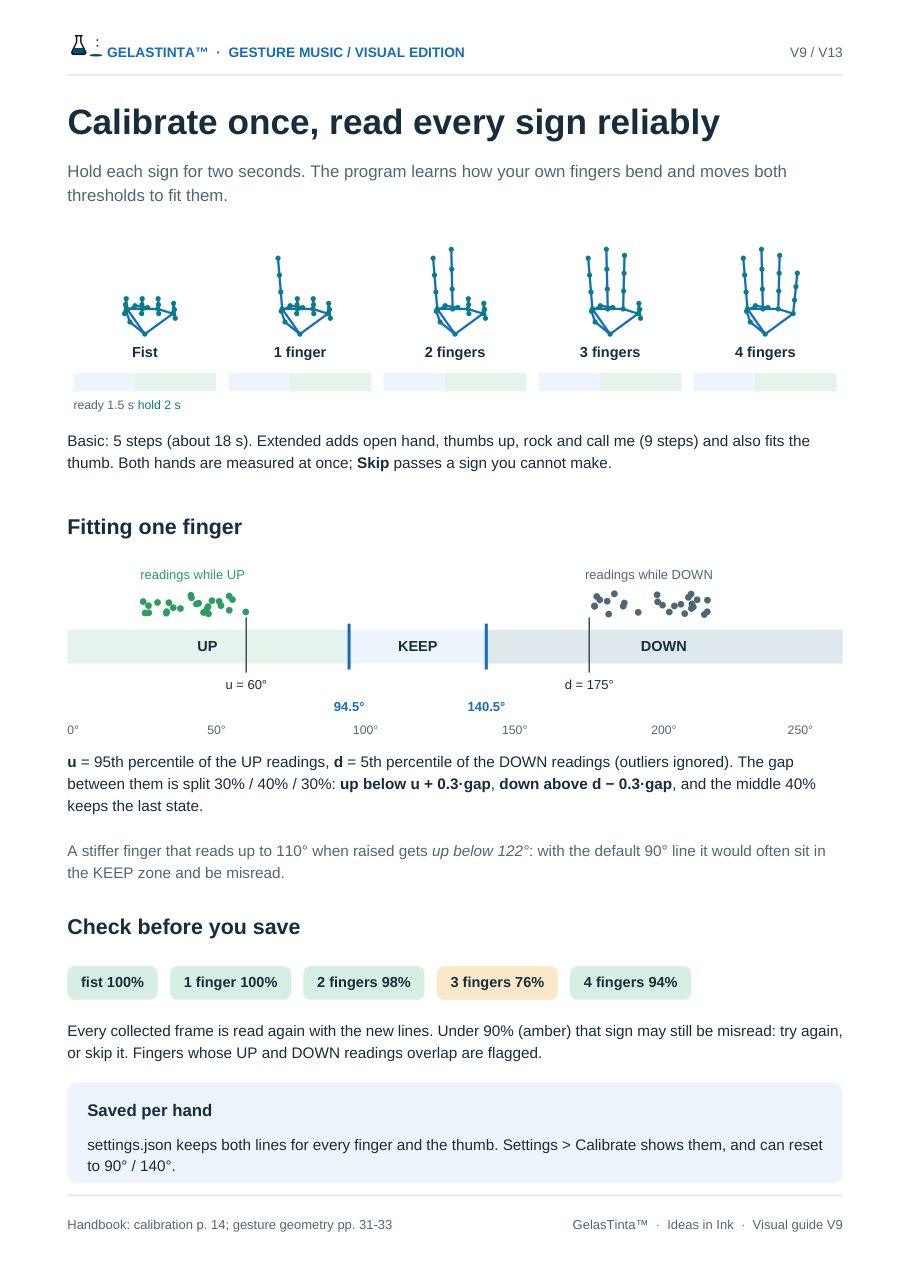 GELASTINTA™ · GESTURE MUSIC / VISUAL EDITION
V9 / V13
Calibrate once, read every sign reliably
Hold each sign for two seconds. The program learns how your own fingers bend and moves both
thresholds to fit them.
Fist
1 finger
2 fingers
3 fingers
4 fingers
ready 1.5 s hold 2 s
Basic: 5 steps (about 18 s). Extended adds open hand, thumbs up, rock and call me (9 steps) and also fits the
thumb. Both hands are measured at once; Skip passes a sign you cannot make.
Fitting one finger
readings while UP
readings while DOWN
UP
KEEP
DOWN
u = 60°
d = 175°
94.5°
140.5°
0°
50°
100°
150°
200°
250°
u = 95th percentile of the UP readings, d = 5th percentile of the DOWN readings (outliers ignored). The gap
between them is split 30% / 40% / 30%: up below u + 0.3·gap, down above d − 0.3·gap, and the middle 40%
keeps the last state.
A stiffer finger that reads up to 110° when raised gets up below 122°: with the default 90° line it would often sit in
the KEEP zone and be misread.
Check before you save
fist 100%
1 finger 100%
2 fingers 98%
3 fingers 76%
4 fingers 94%
Every collected frame is read again with the new lines. Under 90% (amber) that sign may still be misread: try again,
or skip it. Fingers whose UP and DOWN readings overlap are flagged.
Saved per hand
settings.json keeps both lines for every finger and the thumb. Settings > Calibrate shows them, and can reset
to 90° / 140°.
Handbook: calibration p. 14; gesture geometry pp. 31-33
GelasTinta™ · Ideas in Ink · Visual guide V9